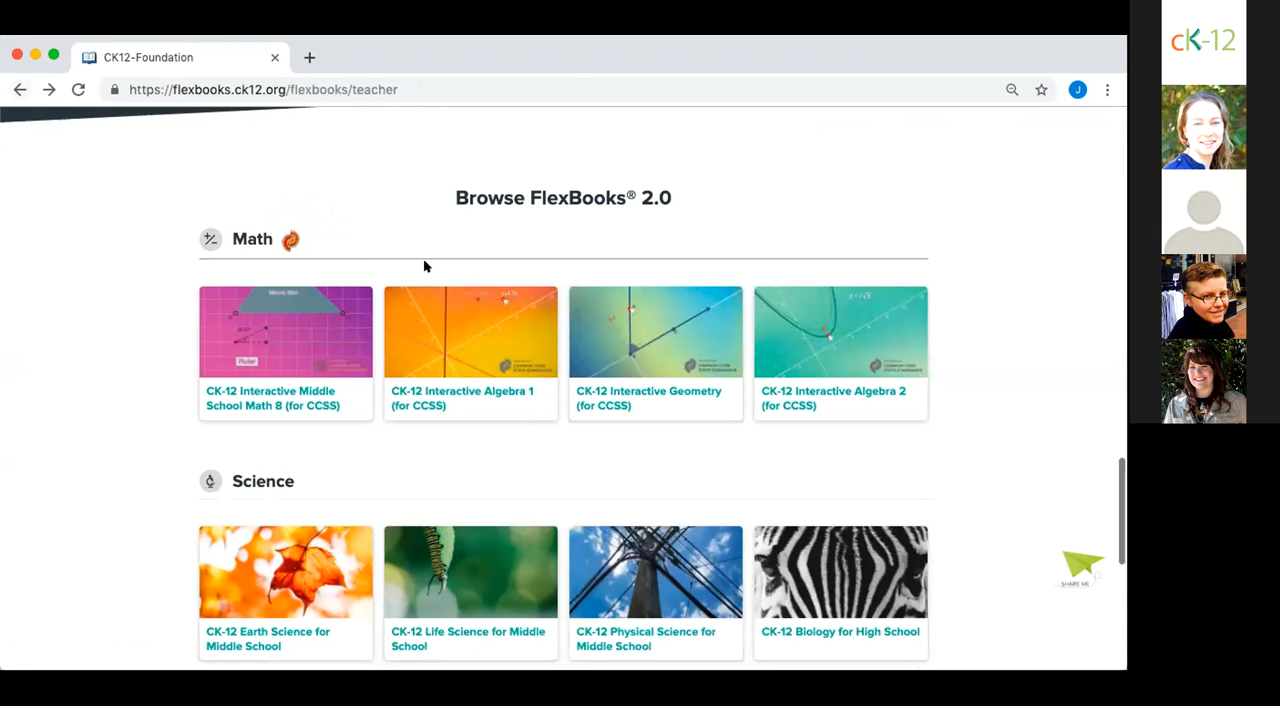 CK12-Foundation
https://flexbooks.ck12.org/flexbooks/teacher
J
cK-12
Browse FlexBooks® 2.0
Math
Ruler
CK-12 Interactive Middle
School Math 8 (for CCSS)
CK-12 Interactive Algebra 1
(for CCSS)
CK-12 Interactive Geometry
(for CCSS)
CK-12 Interactive Algebra 2
(for CCSS)
Science
CK-12 Earth Science for
Middle School
CK-12 Life Science for Middle
School
CK-12 Physical Science for
Middle School
CK-12 Biology for High School
SHARE ME